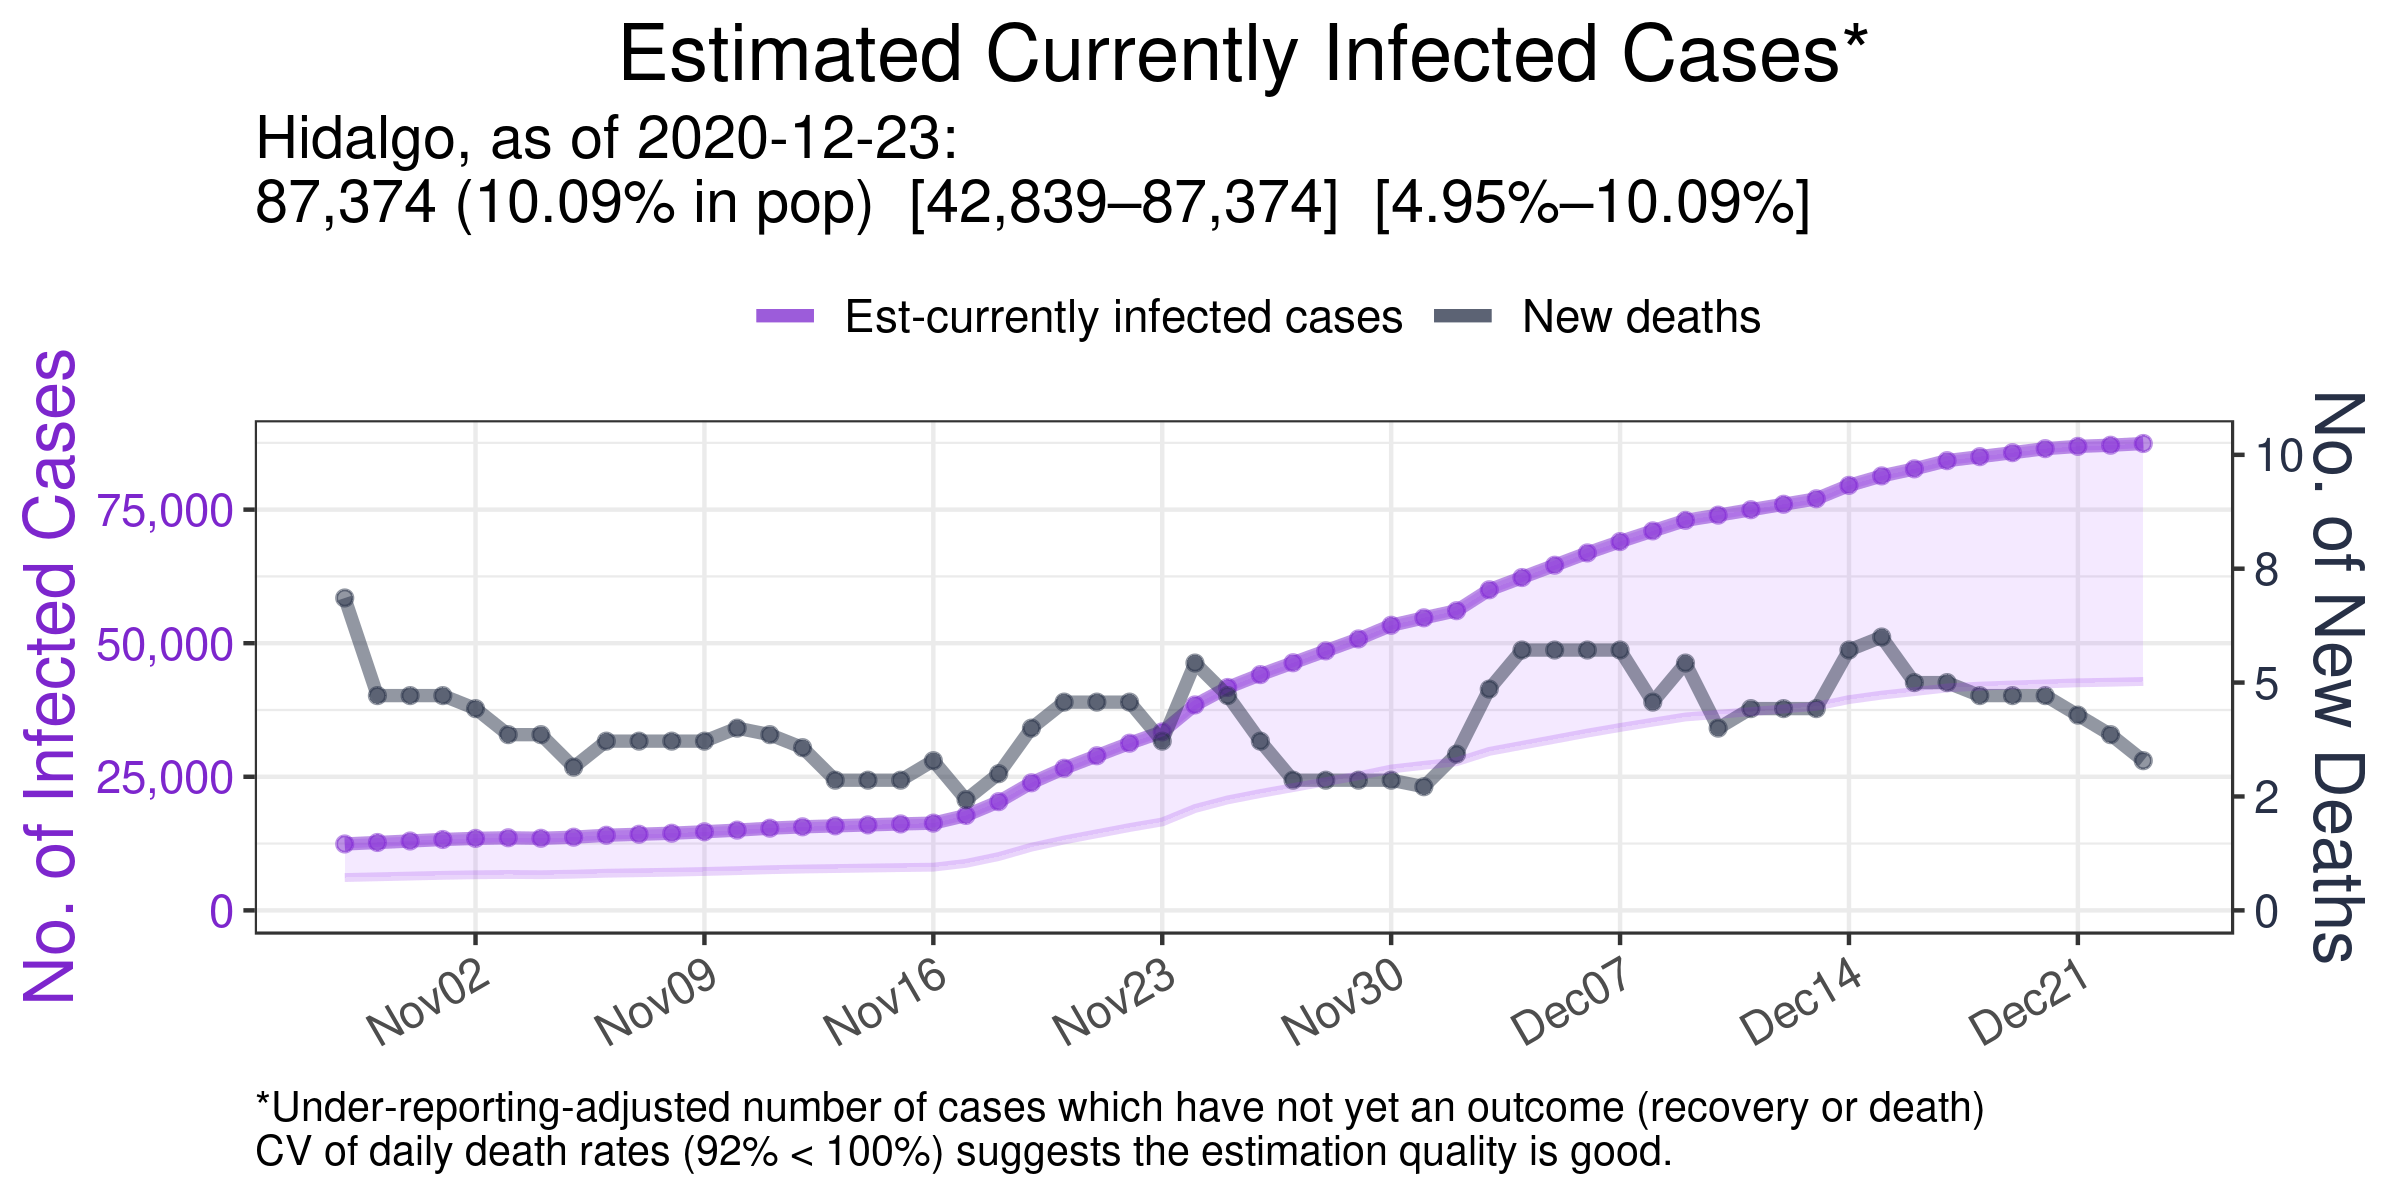 Estimated Currently Infected Cases*
Hidalgo, as of 2020-12-23:
87,374 (10.09% in pop)  [42,839–87,374]  [4.95%–10.09%]
Est-currently infected cases
New deaths
No. of Infected Cases
75,000
50,000
25,000
0
10
8
5
2
0
No. of New Deaths
Nov02
Nov09
Nov16
Nov23
Nov30
Dec07
Dec14
Dec21
*Under-reporting-adjusted number of cases which have not yet an outcome (recovery or death)
CV of daily death rates (92% < 100%) suggests the estimation quality is good.